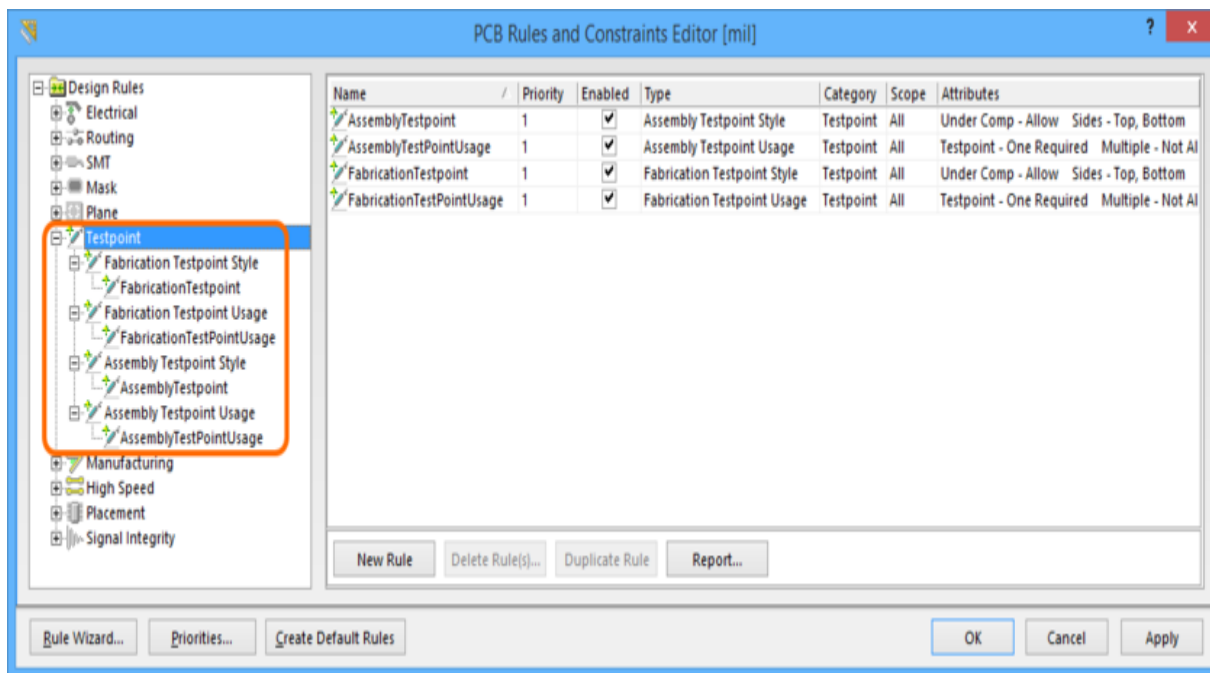 PCB Rules and Constraints Editor [mil]
?
x
Design Rules
Electrical
Routing
SMT
Mask
Plane
Testpoint
Fabrication Testpoint Style
FabricationTestpoint
Fabrication Testpoint Usage
FabricationTestPointUsage
Assembly Testpoint Style
AssemblyTestpoint
Assembly Testpoint Usage
AssemblyTestPointUsage
Manufacturing
High Speed
Placement
Signal Integrity
Name / Priority Enabled Type Category Scope Attributes
AssemblyTestpoint 1 Assembly Testpoint Style Testpoint All Under Comp - Allow Sides - Top, Bottom
AssemblyTestPointUsage 1 Assembly Testpoint Usage Testpoint All Testpoint - One Required Multiple - Not Al
FabricationTestpoint 1 Fabrication Testpoint Style Testpoint All Under Comp - Allow Sides - Top, Bottom
FabricationTestPointUsage 1 Fabrication Testpoint Usage Testpoint All Testpoint - One Required Multiple - Not Al
New Rule Delete Rule(s)... Duplicate Rule Report...
Rule Wizard... Priorities... Create Default Rules OK Cancel Apply